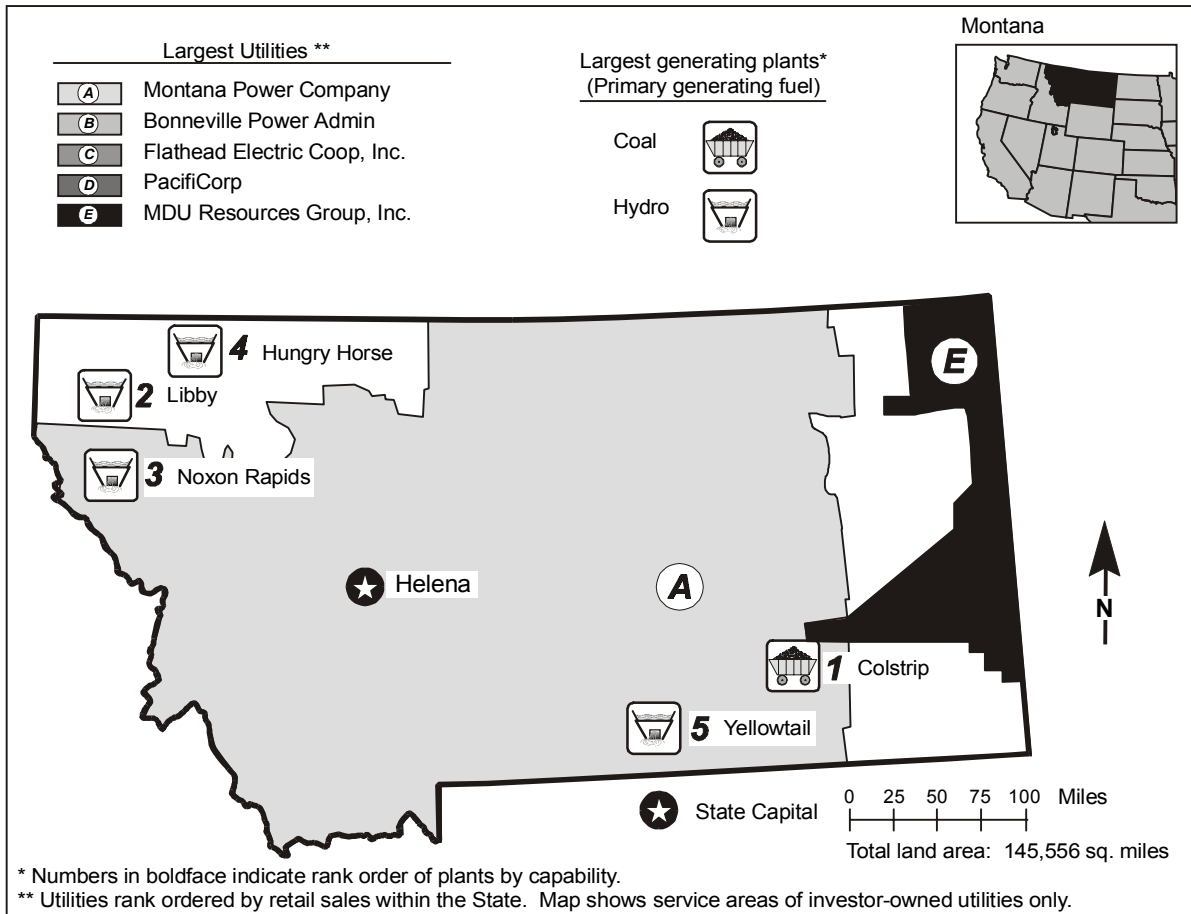 Largest Utilities **
A Montana Power Company
B Bonneville Power Admin
C Flathead Electric Coop, Inc.
D PacifiCorp
E MDU Resources Group, Inc.
Largest generating plants*
(Primary generating fuel)
Coal
Hydro
Montana
4 Hungry Horse
2 Libby
3 Noxon Rapids
E
Helena
A
N
1 Colstrip
5 Yellowtail
State Capital
0 25 50 75 100 Miles
Total land area: 145,556 sq. miles
* Numbers in boldface indicate rank order of plants by capability.
** Utilities rank ordered by retail sales within the State. Map shows service areas of investor-owned utilities only.